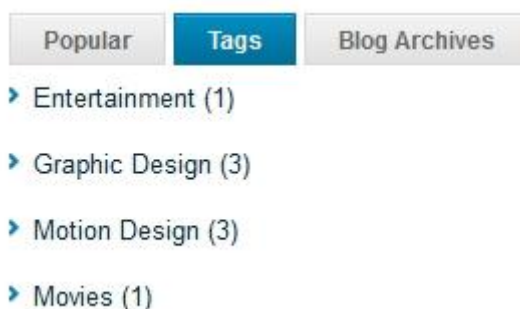 Popular Tags Blog Archives
Entertainment (1)
Graphic Design (3)
Motion Design (3)
Movies (1)